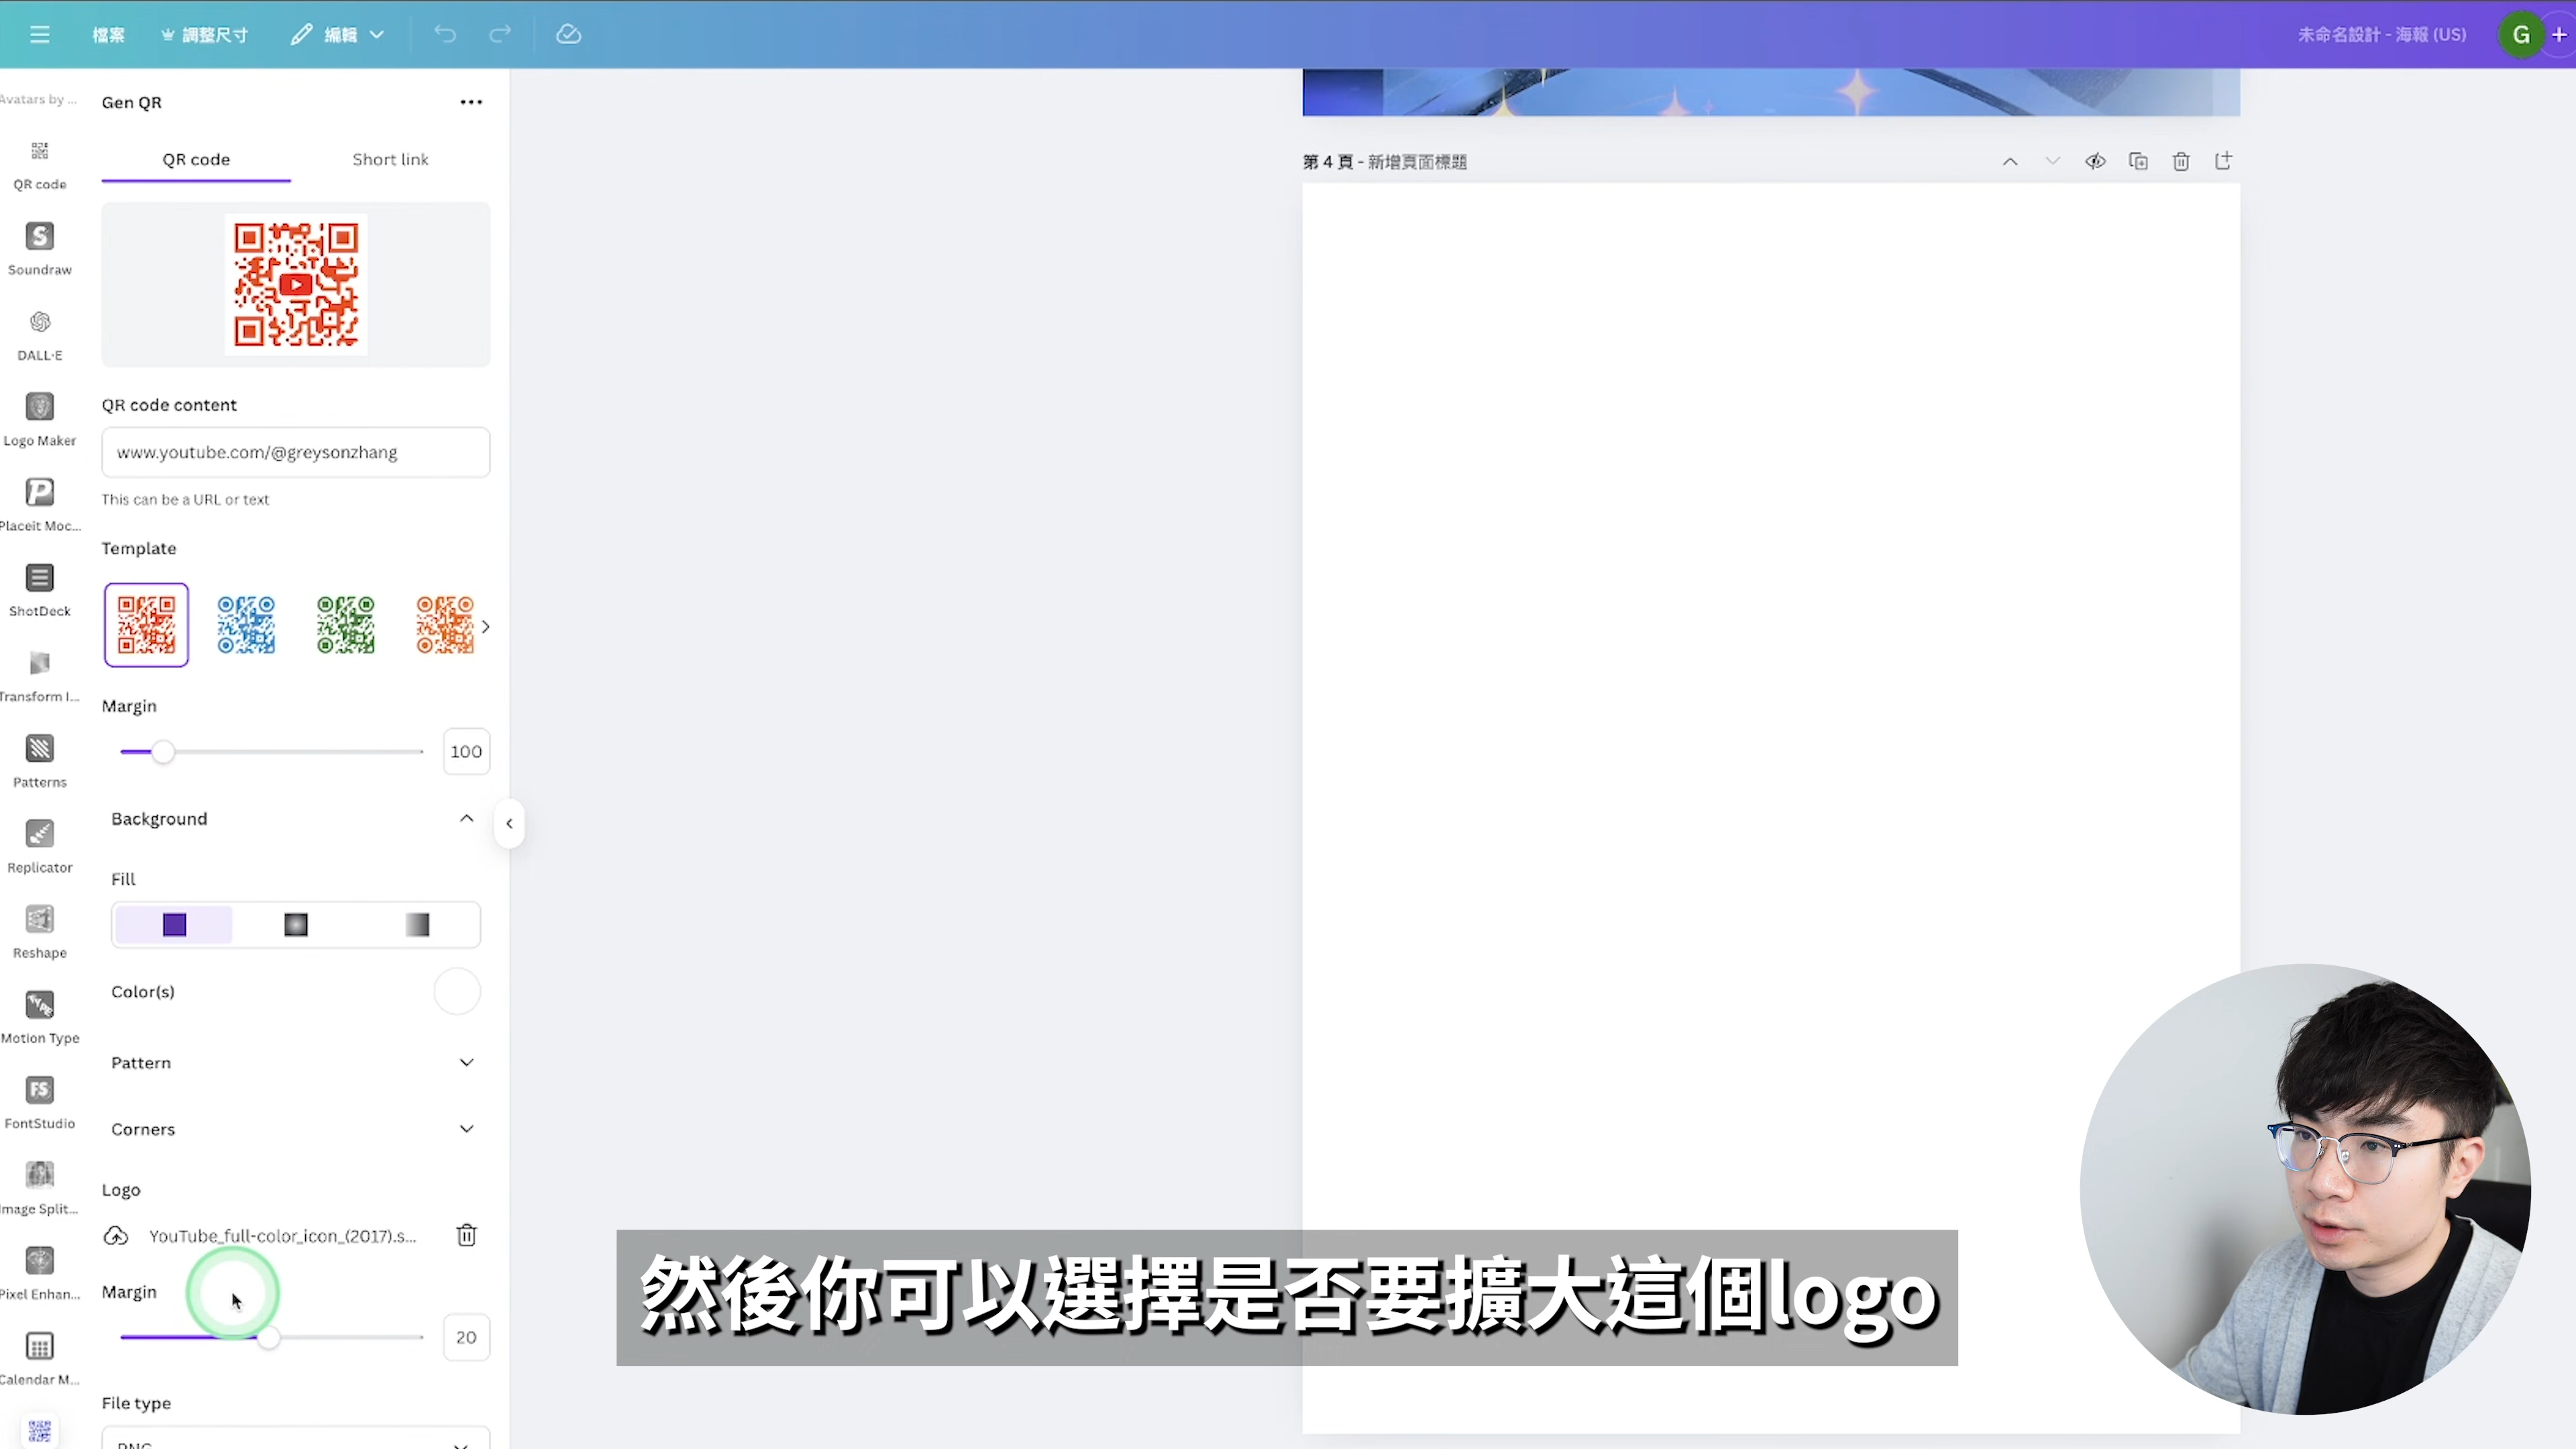 檔案
調整尺寸
編輯
未命名設計 - 海報 (US)
G
Avatars by ...
QR code
Soundraw
DALL·E
Logo Maker
Placeit Moc...
ShotDeck
Transform I...
Patterns
Replicator
Reshape
Motion Type
FontStudio
Image Split...
Pixel Enhan...
Calendar M...
Gen QR
QR code
Short link
QR code content
www.youtube.com/@greysonzhang
This can be a URL or text
Template
Margin
100
Background
Fill
Color(s)
Pattern
Corners
Logo
YouTube_full-color_icon_(2017).s...
Margin
20
File type
PNG
第 4 頁 - 新增頁面標題
然後你可以選擇是否要擴大這個logo